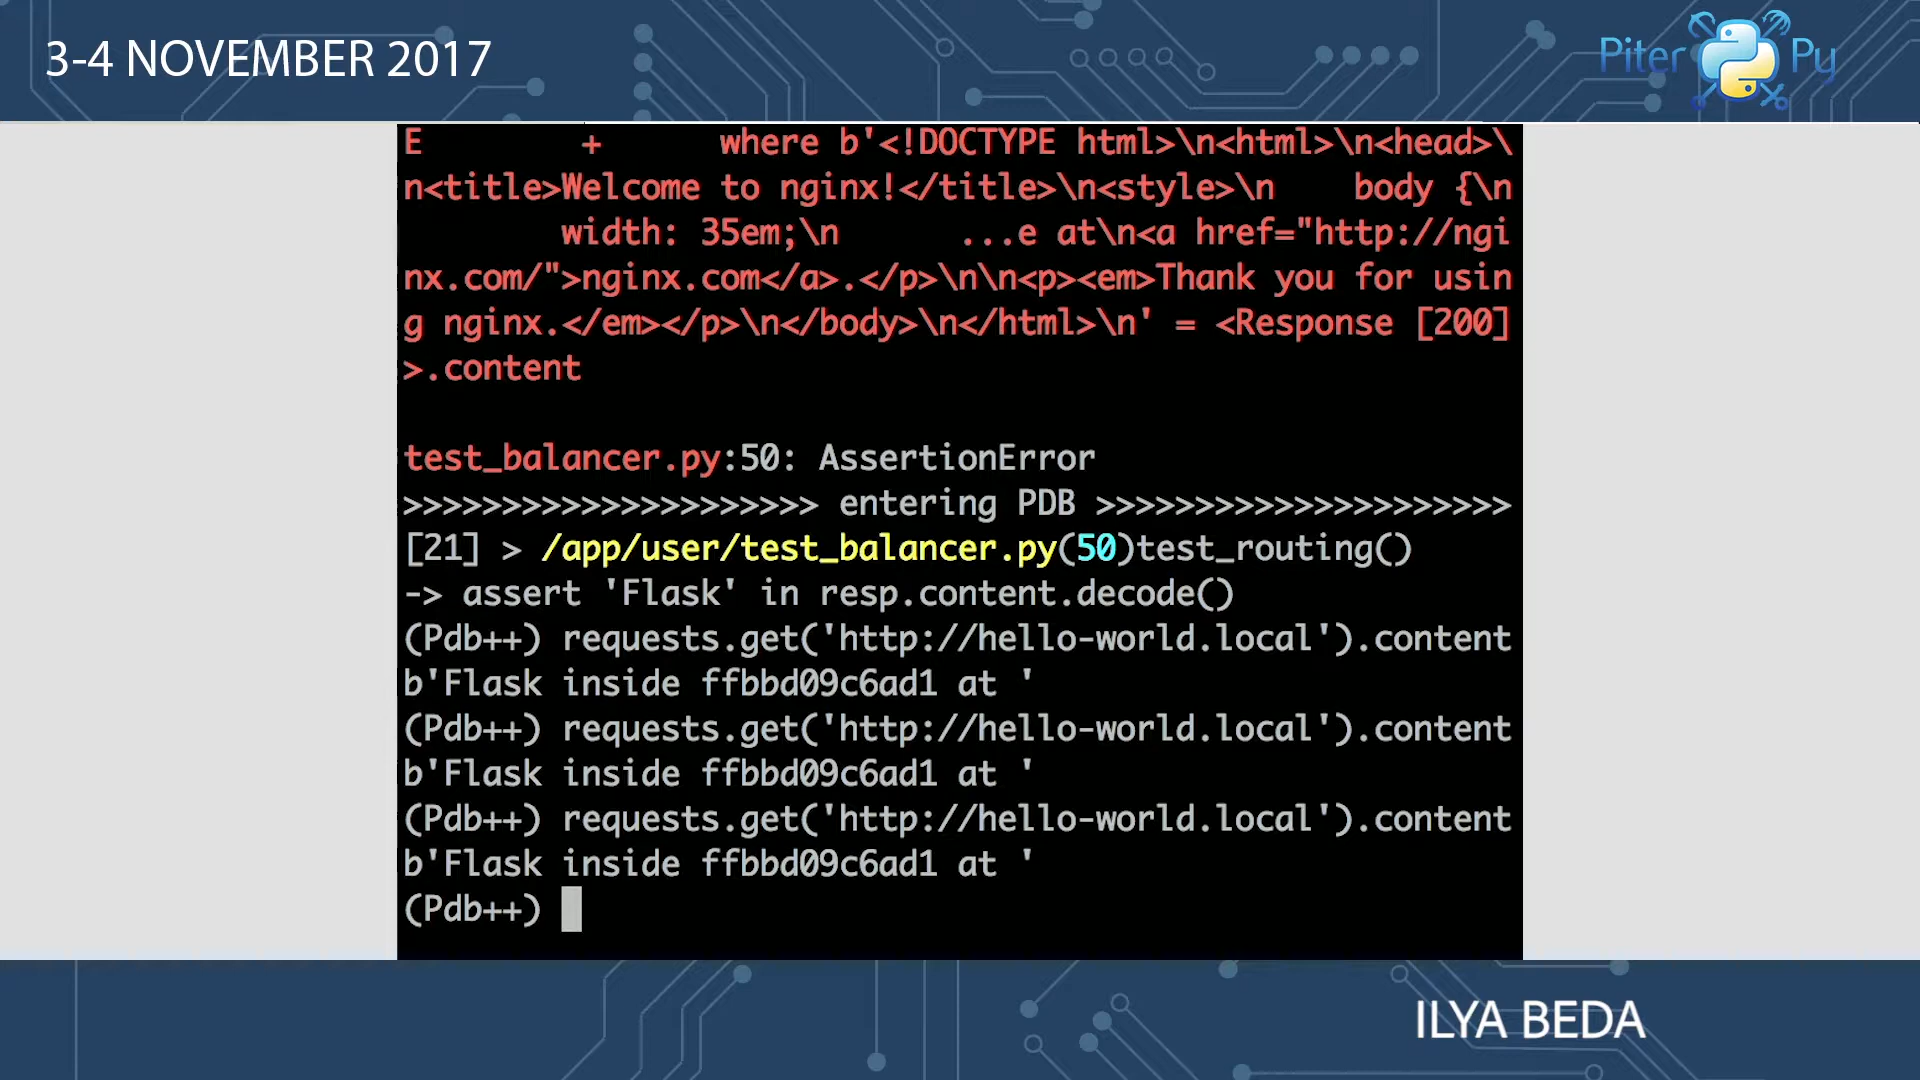 3-4 NOVEMBER 2017
Piter Py
E        +      where b'<!DOCTYPE html>\n<html>\n<head>\
n<title>Welcome to nginx!</title>\n<style>\n    body {\n
        width: 35em;\n      ...e at\n<a href="http://ngi
nx.com/">nginx.com</a>.</p>\n\n<p><em>Thank you for usin
g nginx.</em></p>\n</body>\n</html>\n' = <Response [200]
>.content
test_balancer.py:50: AssertionError
>>>>>>>>>>>>>>>>>>>>> entering PDB >>>>>>>>>>>>>>>>>>>>>
[21] > /app/user/test_balancer.py(50)test_routing()
-> assert 'Flask' in resp.content.decode()
(Pdb++) requests.get('http://hello-world.local').content
b'Flask inside ffbbd09c6ad1 at '
(Pdb++) requests.get('http://hello-world.local').content
b'Flask inside ffbbd09c6ad1 at '
(Pdb++) requests.get('http://hello-world.local').content
b'Flask inside ffbbd09c6ad1 at '
(Pdb++)
ILYA BEDA